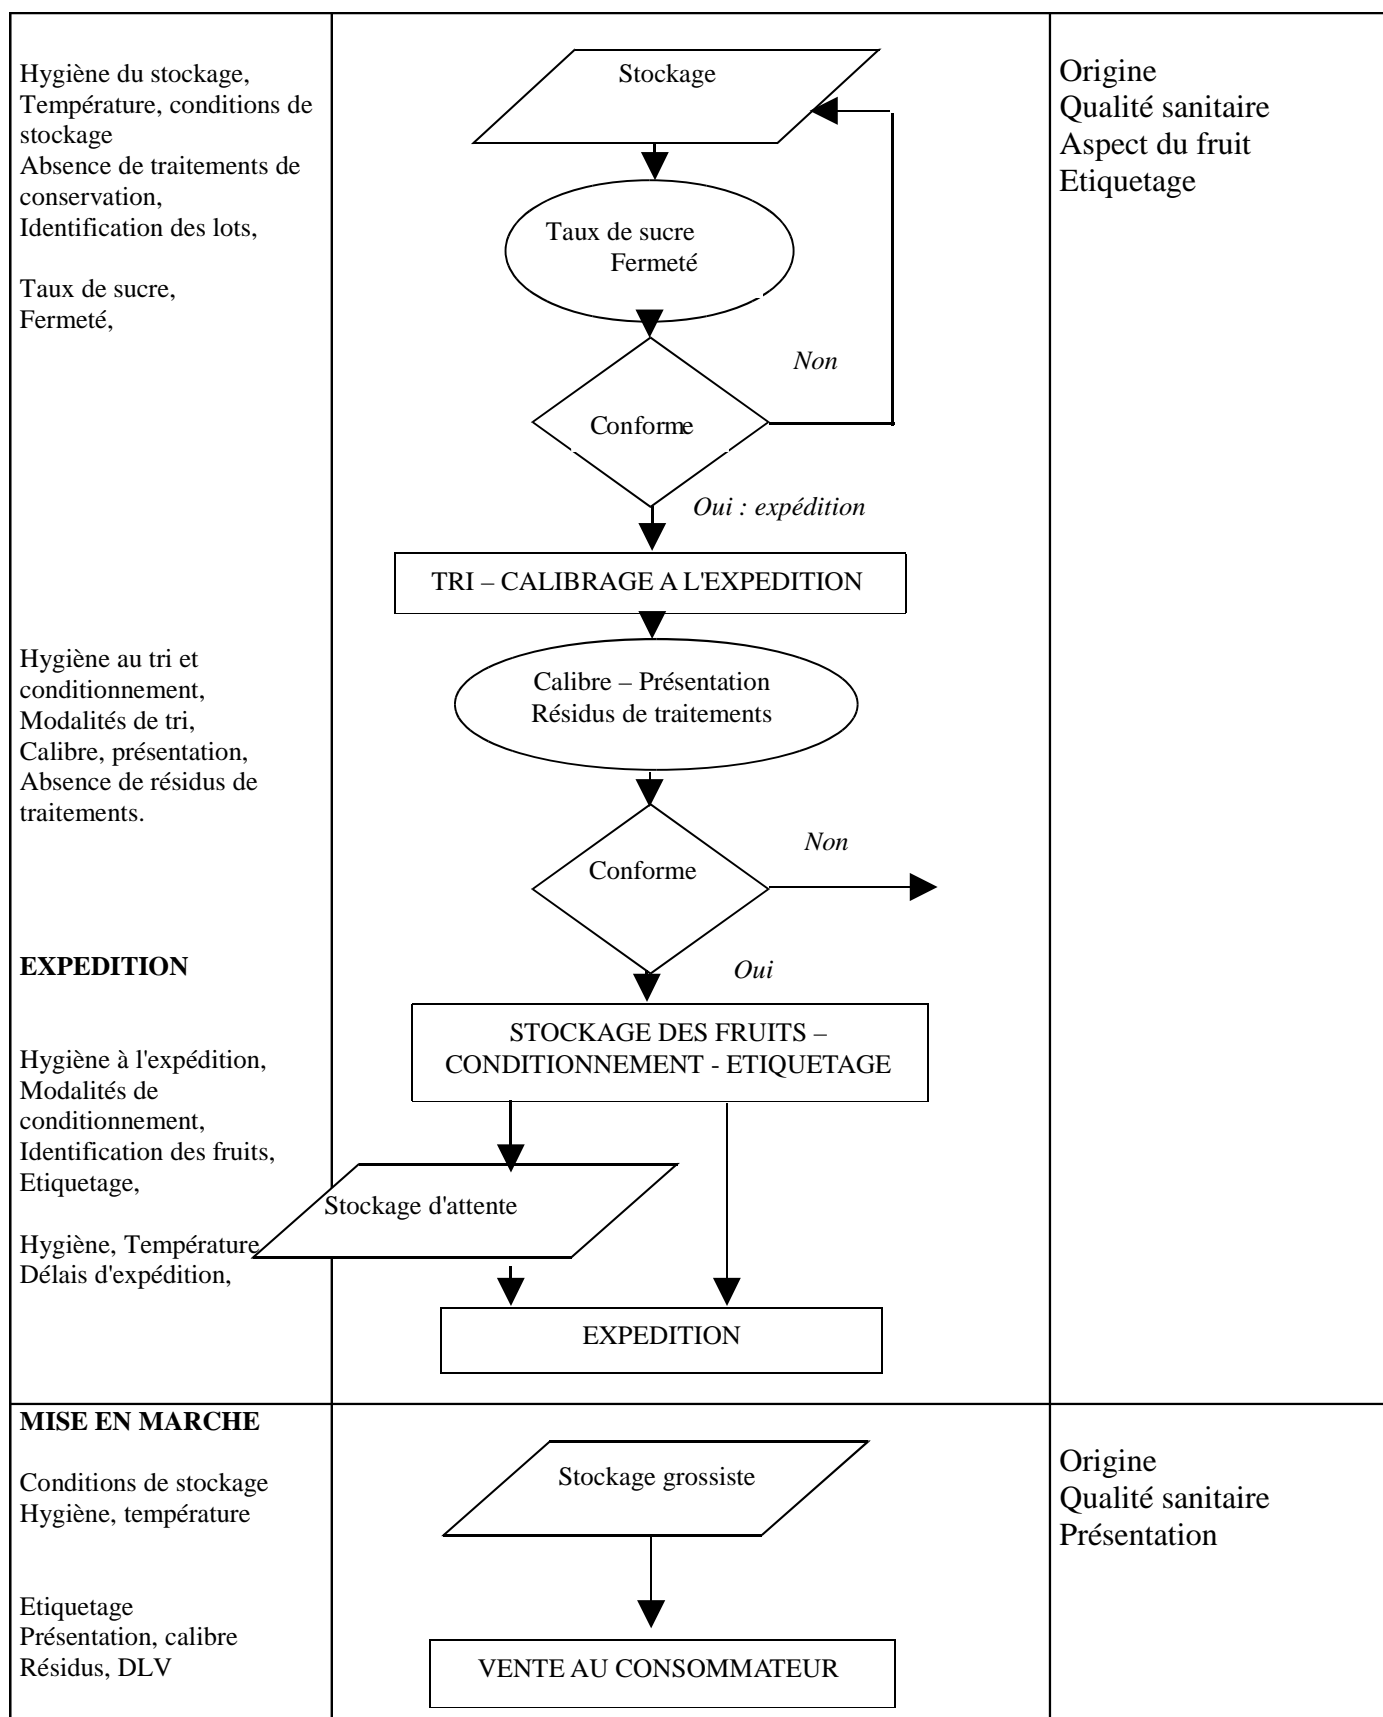 Hygiène du stockage,
Température, conditions de
stockage
Absence de traitements de
conservation,
Identification des lots,
Taux de sucre,
Fermeté,
Stockage
Taux de sucre
Fermeté
Non
Conforme
Oui : expédition
TRI – CALIBRAGE A L'EXPEDITION
Origine
Qualité sanitaire
Aspect du fruit
Etiquetage
Hygiène au tri et
conditionnement,
Modalités de tri,
Calibre, présentation,
Absence de résidus de
traitements.
Calibre – Présentation
Résidus de traitements
Non
Conforme
Oui
EXPEDITION
Hygiène à l'expédition,
Modalités de
conditionnement,
Identification des fruits,
Etiquetage,
Hygiène, Température
Délais d'expédition,
STOCKAGE DES FRUITS –
CONDITIONNEMENT - ETIQUETAGE
Stockage d'attente
EXPEDITION
MISE EN MARCHE
Conditions de stockage
Hygiène, température
Etiquetage
Présentation, calibre
Résidus, DLV
Stockage grossiste
VENTE AU CONSOMMATEUR
Origine
Qualité sanitaire
Présentation